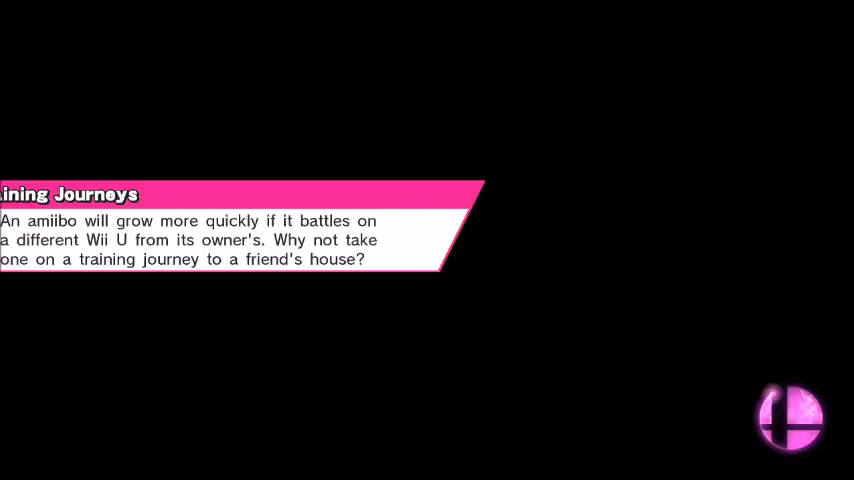 ining Journeys
An amiibo will grow more quickly if it battles on
a different Wii U from its owner's. Why not take
one on a training journey to a friend's house?